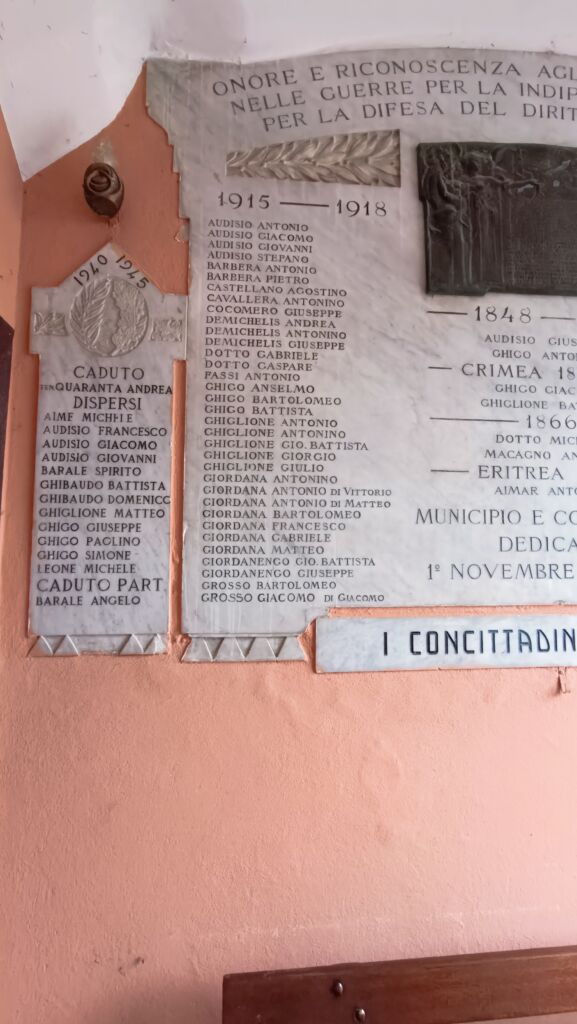 1940 1945
CADUTO
TEN QUARANTA ANDREA
DISPERSI
AIME MICHELE
AUDISIO FRANCESCO
AUDISIO GIACOMO
AUDISIO GIOVANNI
BARALE SPIRITO
GHIBAUDO BATTISTA
GHIBAUDO DOMENICO
GHIGLIONE MATTEO
GHIGO GIUSEPPE
GHIGO PAOLINO
GHIGO SIMONE
LEONE MICHELE
CADUTO PART.
BARALE ANGELO
ONORE E RICONOSCENZA AGL
NELLE GUERRE PER LA INDIP
PER LA DIFESA DEL DIRIT
1915 — 1918
AUDISIO ANTONIO
AUDISIO GIACOMO
AUDISIO GIOVANNI
AUDISIO STEPANO
BARBERA ANTONIO
BARBERA PIETRO
CASTELLANO AGOSTINO
CAVALLERA ANTONINO
COCOMERO GIUSEPPE
DEMICHELIS ANDREA
DEMICHELIS ANTONINO
DEMICHELIS GIUSEPPE
DOTTO GABRIELE
DOTTO GASPARE
FASSI ANTONIO
GHIGO ANSELMO
GHIGO BARTOLOMEO
GHIGO BATTISTA
GHIGLIONE ANTONIO
GHIGLIONE ANTONINO
GHIGLIONE GIO. BATTISTA
GHIGLIONE GIORGIO
GHIGLIONE GIULIO
GIORDANA ANTONINO
GIORDANA ANTONIO DI VITTORIO
GIORDANA ANTONIO DI MATTEO
GIORDANA BARTOLOMEO
GIORDANA FRANCESCO
GIORDANA GABRIELE
GIORDANA MATTEO
GIORDANENGO GIO. BATTISTA
GIORDANENGO GIUSEPPE
GROSSO BARTOLOMEO
GROSSO GIACOMO DI GIACOMO
— 1848 —
AUDISIO GIUS
GHIGO ANTO
— CRIMEA 18
GHIGO GIAC
GHIGLIONE BAT
— 1866
DOTTO MIC
MACAGNO AN
— ERITREA
AIMAR ANTO
MUNICIPIO E CO
DEDICA
1º NOVEMBRE
I CONCITTADIN